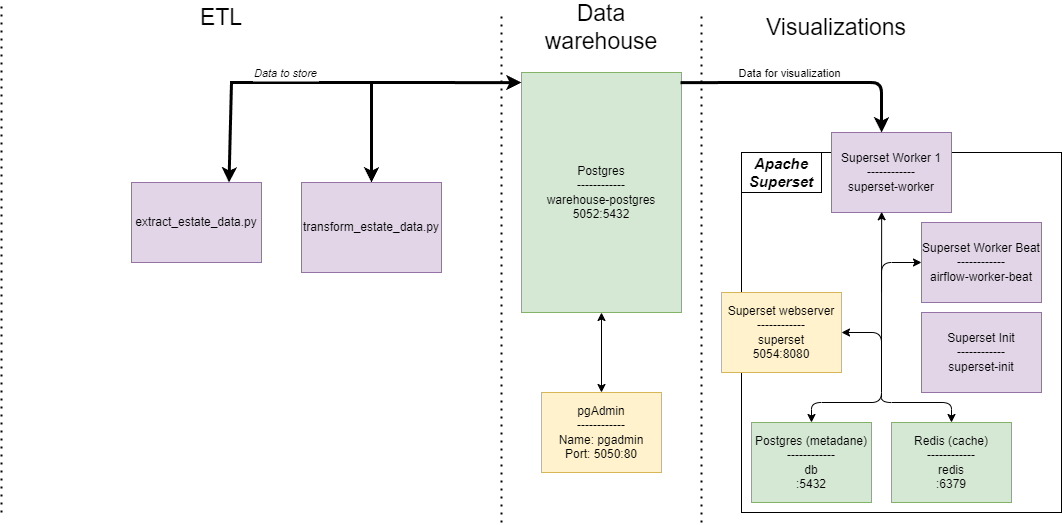 ETL
Data
warehouse
Visualizations
Data to store
Data for visualization
extract_estate_data.py
transform_estate_data.py
Postgres
------------
warehouse-postgres
5052:5432
pgAdmin
------------
Name: pgadmin
Port: 5050:80
Apache
Superset
Superset Worker 1
------------
superset-worker
Superset Worker Beat
------------
airflow-worker-beat
Superset webserver
------------
superset
5054:8080
Superset Init
------------
superset-init
Postgres (metadane)
------------
db
:5432
Redis (cache)
------------
redis
:6379